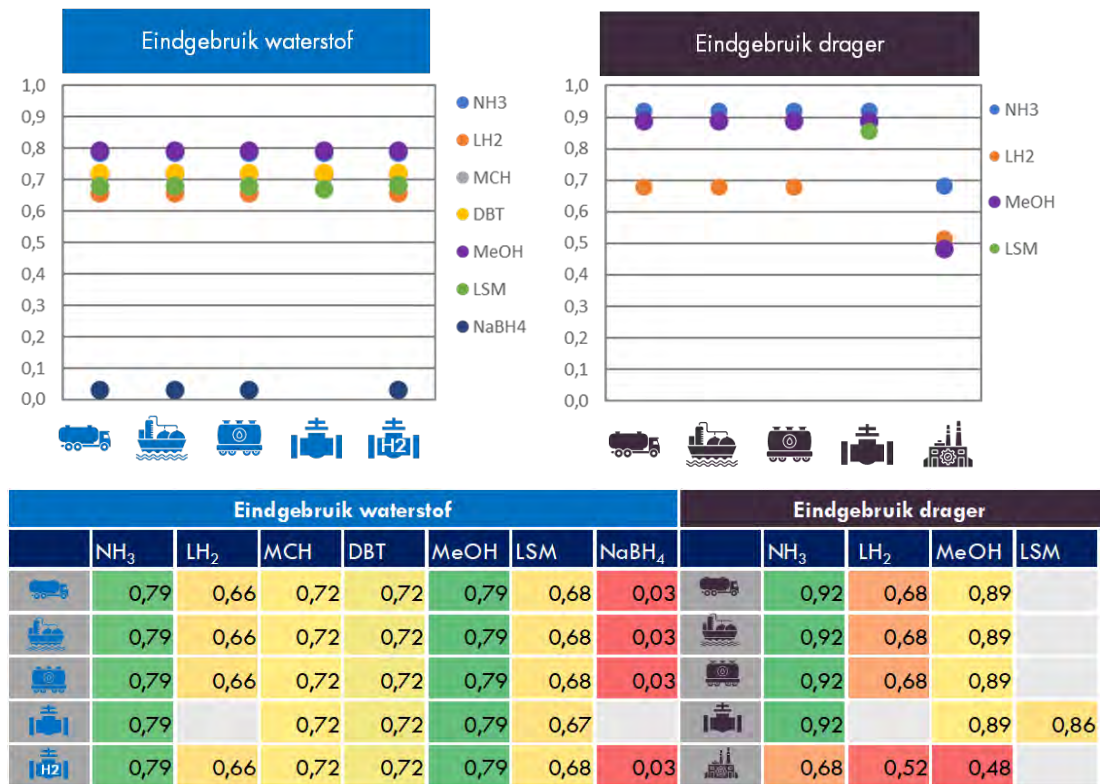 Eindgebruik waterstof
1,0
0,9
0,8
0,7
0,6
0,5
0,4
0,3
0,2
0,1
0,0
NH3
LH2
MCH
DBT
MeOH
LSM
NaBH4
H2
Eindgebruik drager
1,0
0,9
0,8
0,7
0,6
0,5
0,4
0,3
0,2
0,1
0,0
NH3
LH2
MeOH
LSM
Eindgebruik waterstof Eindgebruik drager
NH₃ LH₂ MCH DBT MeOH LSM NaBH₄ NH₃ LH₂ MeOH LSM
0,79 0,66 0,72 0,72 0,79 0,68 0,03 0,92 0,68 0,89
0,79 0,66 0,72 0,72 0,79 0,68 0,03 0,92 0,68 0,89
0,79 0,66 0,72 0,72 0,79 0,68 0,03 0,92 0,68 0,89
0,79 0,72 0,72 0,79 0,67 0,92 0,89 0,86
H2 0,79 0,66 0,72 0,72 0,79 0,68 0,03 0,68 0,52 0,48